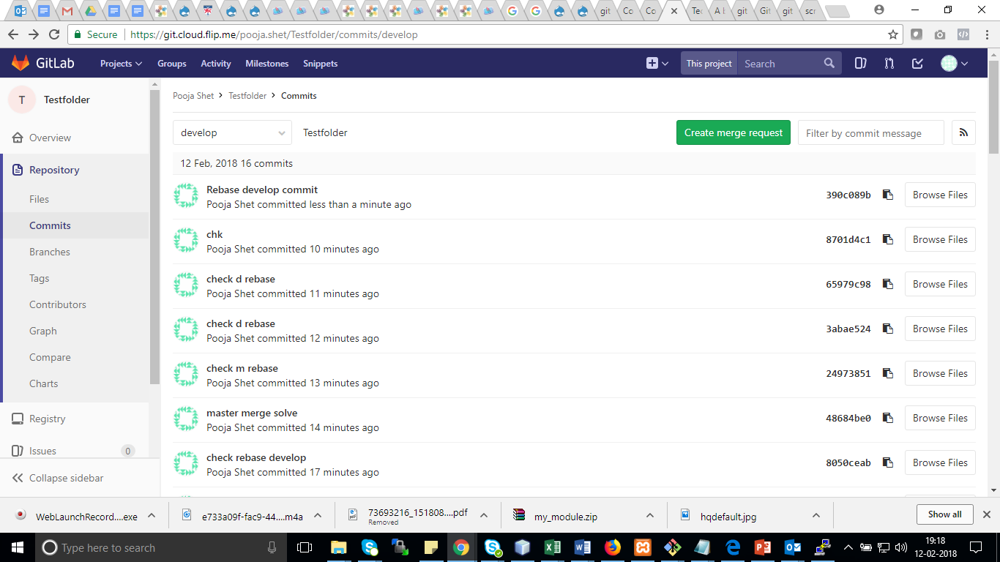 git
Co
Co
Tec
A b
git
Git
git
scr
Secure
https://git.cloud.flip.me/pooja.shet/Testfolder/commits/develop
GitLab
Projects
Groups
Activity
Milestones
Snippets
This project
Search
T
Testfolder
Overview
Repository
Files
Commits
Branches
Tags
Contributors
Graph
Compare
Charts
Registry
Issues
0
Collapse sidebar
Pooja Shet
Testfolder
Commits
develop
Testfolder
Create merge request
Filter by commit message
12 Feb, 2018 16 commits
Rebase develop commit
Pooja Shet committed less than a minute ago
390c089b
Browse Files
chk
Pooja Shet committed 10 minutes ago
8701d4c1
Browse Files
check d rebase
Pooja Shet committed 11 minutes ago
65979c98
Browse Files
check d rebase
Pooja Shet committed 12 minutes ago
3abae524
Browse Files
check m rebase
Pooja Shet committed 13 minutes ago
24973851
Browse Files
master merge solve
Pooja Shet committed 14 minutes ago
48684be0
Browse Files
check rebase develop
Pooja Shet committed 17 minutes ago
8050ceab
Browse Files
WebLaunchRecord....exe
e733a09f-fac9-44....m4a
73693216_151808....pdf
Removed
my_module.zip
hqdefault.jpg
Show all
Type here to search
19:18
12-02-2018